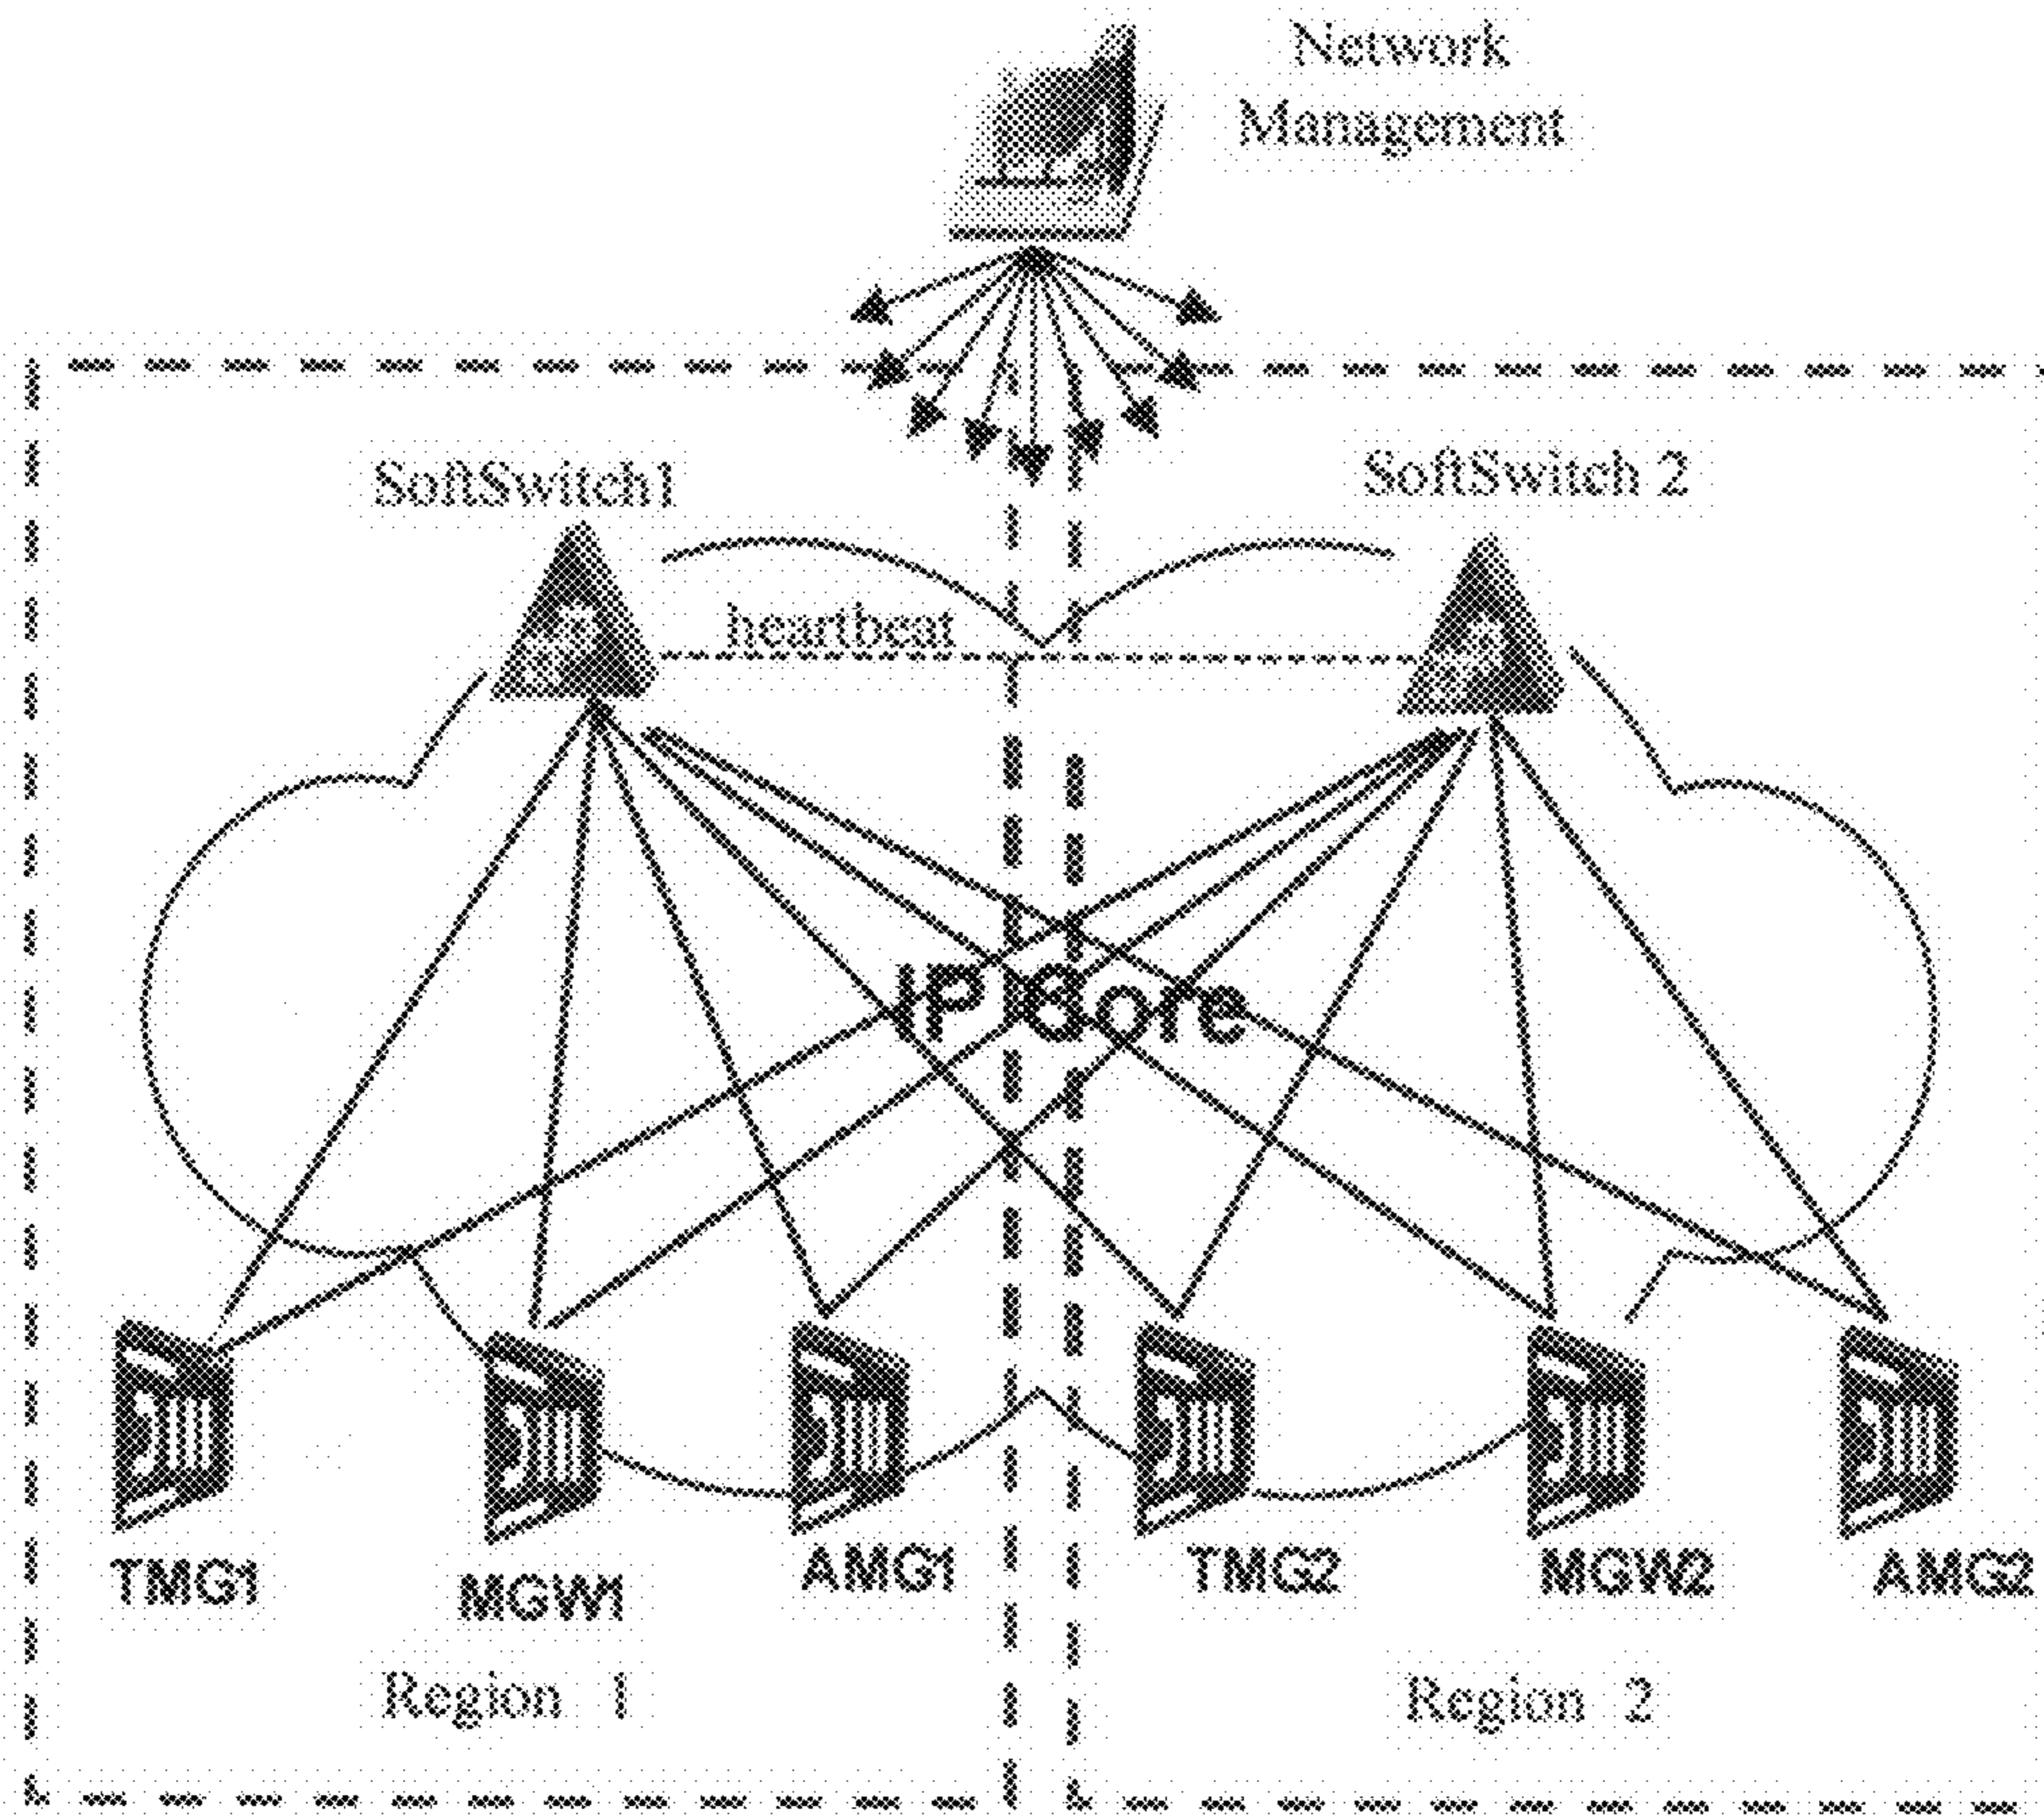 Network
Management
SoftSwitch1
SoftSwitch 2
heartbeat
IP Core
TMG1
MGW1
AMG1
TMG2
MGW2
AMG2
Region 1
Region 2